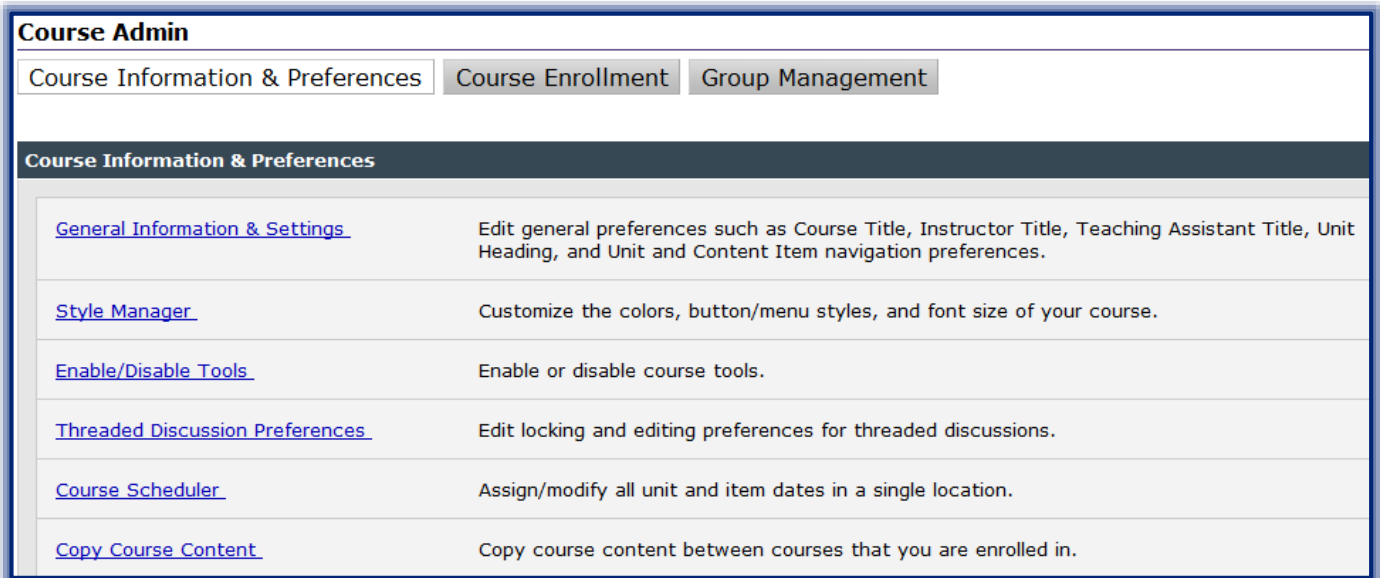 Course Admin
Course Information & Preferences Course Enrollment Group Management
Course Information & Preferences
General Information & Settings Edit general preferences such as Course Title, Instructor Title, Teaching Assistant Title, Unit
Heading, and Unit and Content Item navigation preferences.
Style Manager Customize the colors, button/menu styles, and font size of your course.
Enable/Disable Tools Enable or disable course tools.
Threaded Discussion Preferences Edit locking and editing preferences for threaded discussions.
Course Scheduler Assign/modify all unit and item dates in a single location.
Copy Course Content Copy course content between courses that you are enrolled in.